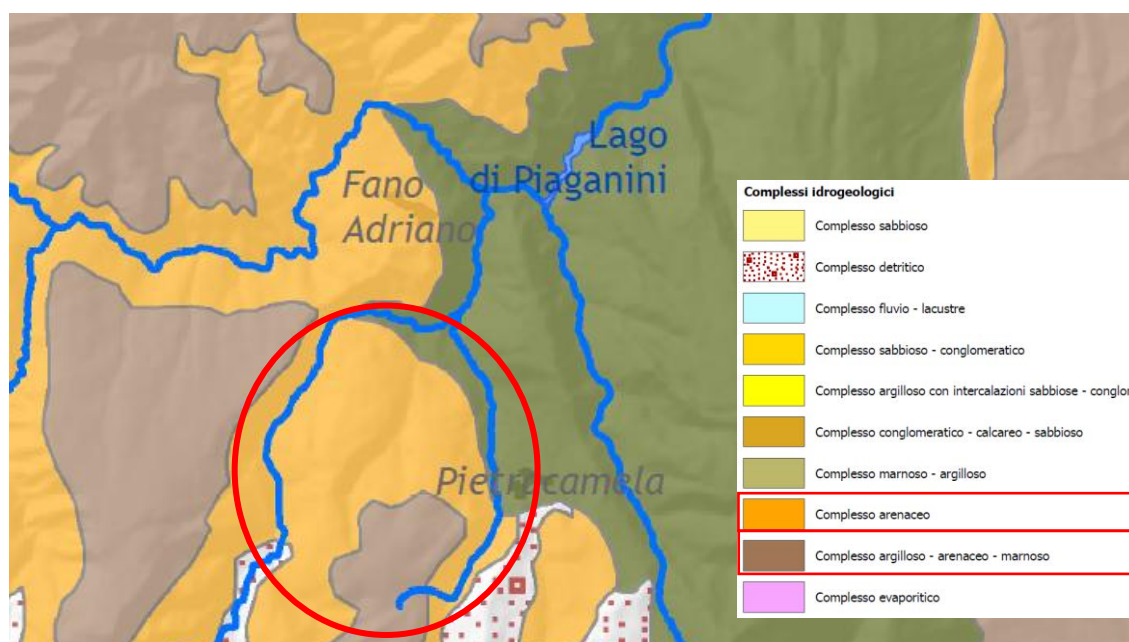 Lago
di Piaganini
Fano
Adriano
Pietracamela
Complessi idrogeologici
Complesso sabbioso
Complesso detritico
Complesso fluvio - lacustre
Complesso sabbioso - conglomeratico
Complesso argilloso con intercalazioni sabbiose - conglor
Complesso conglomeratico - calcareo - sabbioso
Complesso marnoso - argilloso
Complesso arenaceo
Complesso argilloso - arenaceo - marnoso
Complesso evaporitico